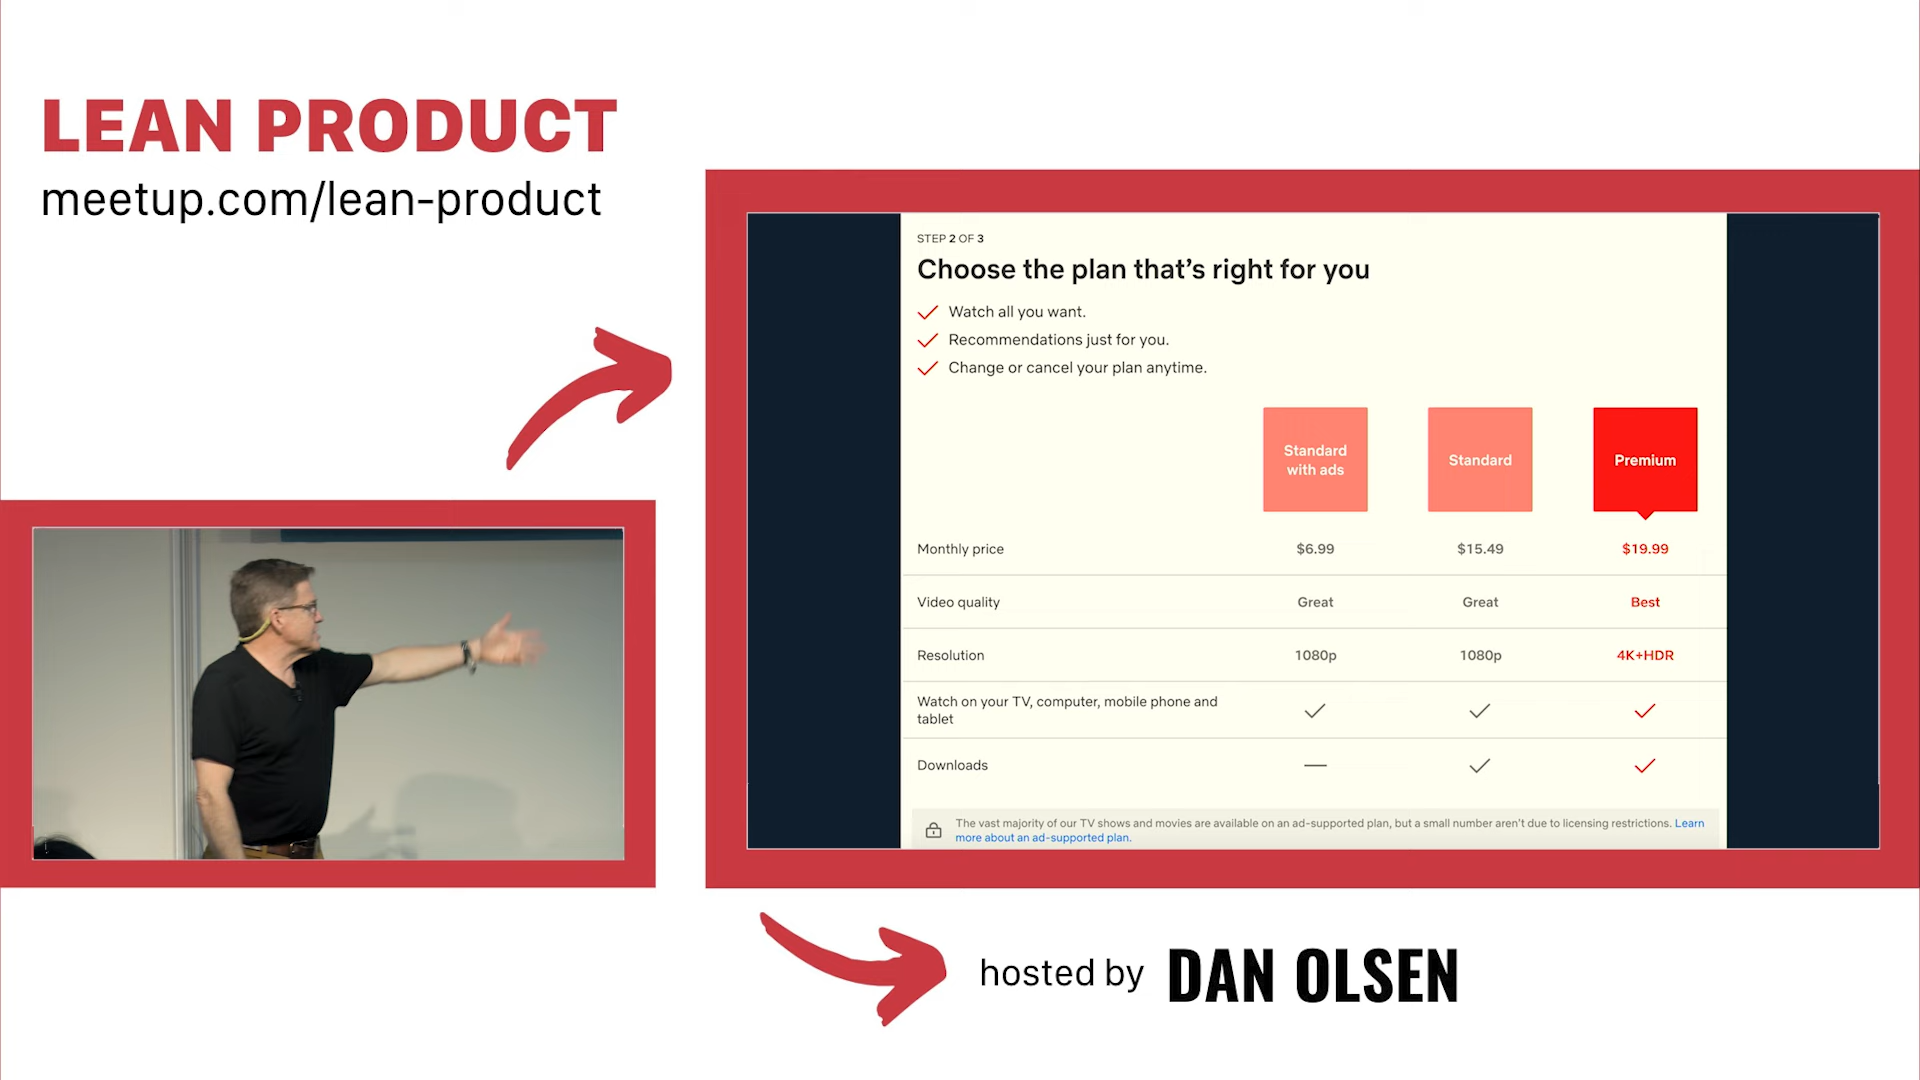 LEAN PRODUCT
meetup.com/lean-product
STEP 2 OF 3
Choose the plan that's right for you
Watch all you want.
Recommendations just for you.
Change or cancel your plan anytime.
Standard
with ads
Standard
Premium
Monthly price $6.99 $15.49 $19.99
Video quality Great Great Best
Resolution 1080p 1080p 4K+HDR
Watch on your TV, computer, mobile phone and
tablet
Downloads
The vast majority of our TV shows and movies are available on an ad-supported plan, but a small number aren't due to licensing restrictions. Learn
more about an ad-supported plan.
hosted by DAN OLSEN